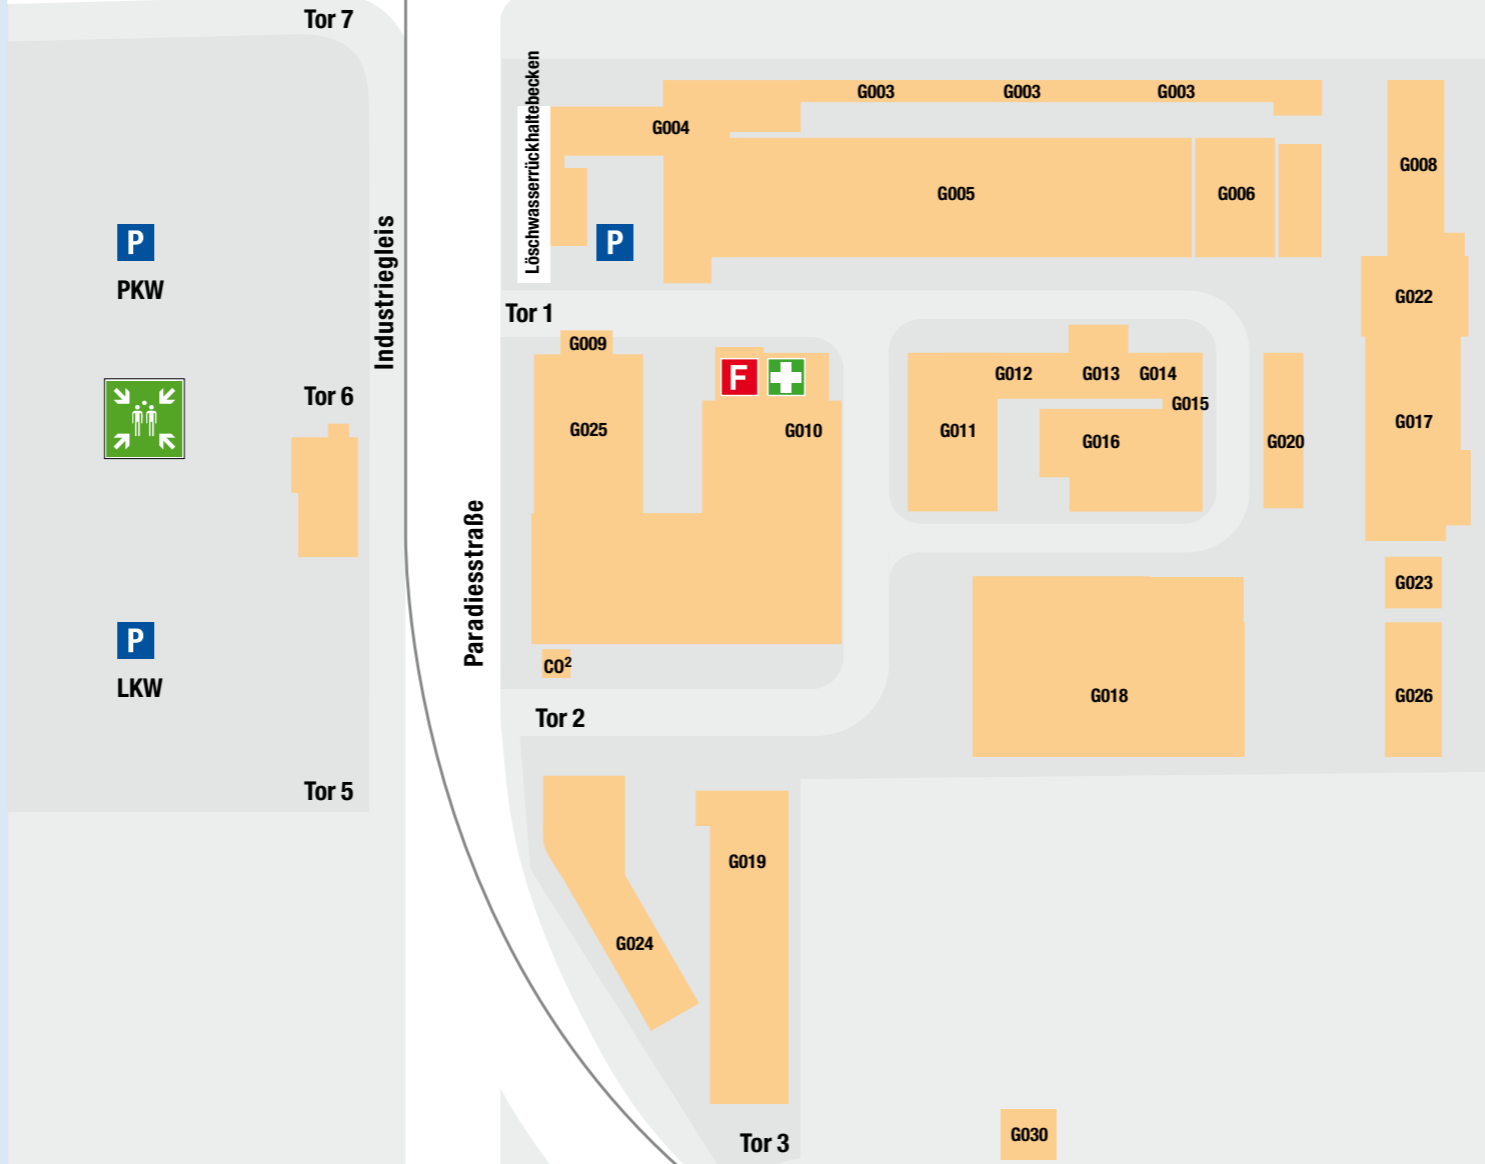 Tor 7
Löschwasserrückhaltebecken
G003 G003 G003
G004
G008
G005
G006
P
PKW
P
Industriegleis
G022
Tor 1
G009
F
G012 G013 G014
Tor 6
G015
G025
G010
G011
G016
G020
G017
Paradiesstraße
G023
P
LKW
CO²
G018
G026
Tor 2
Tor 5
G019
G024
Tor 3
G030